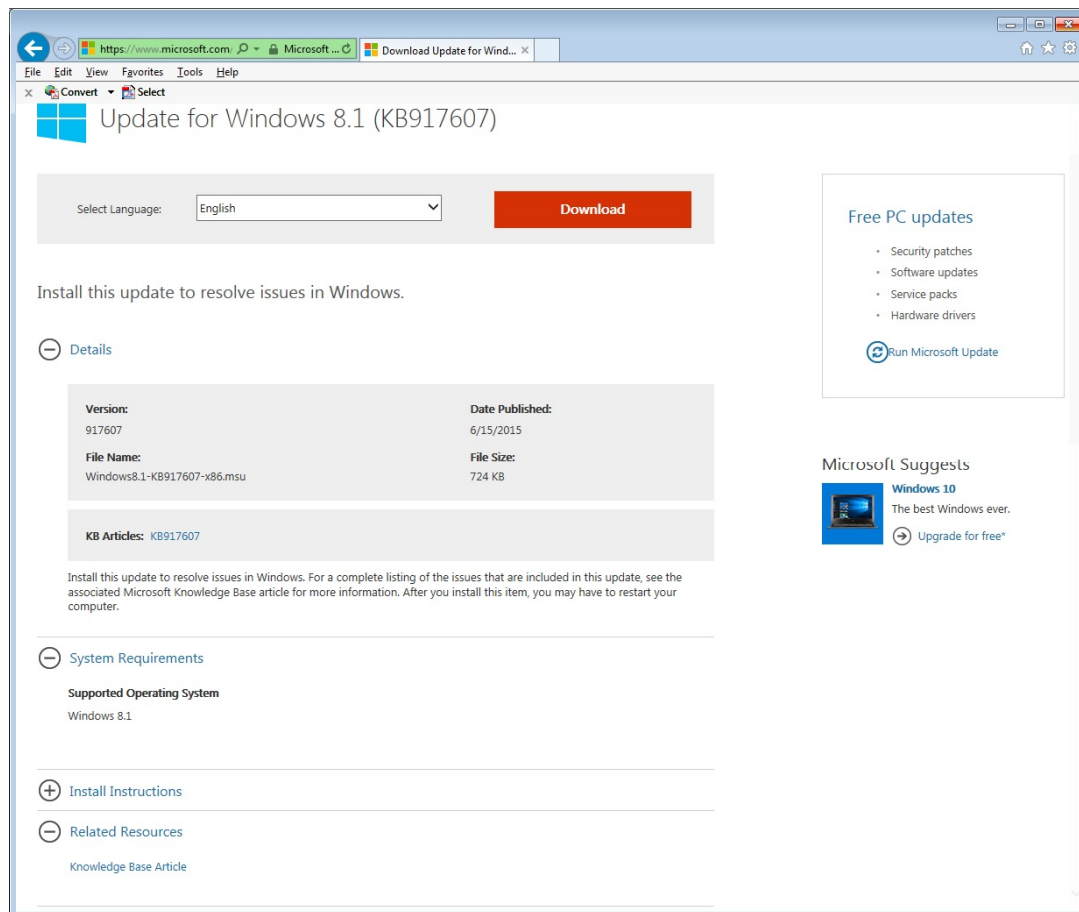 https://www.microsoft.com/
Microsoft ...
Download Update for Wind...
File Edit View Favorites Tools Help
x Convert Select
Update for Windows 8.1 (KB917607)
Select Language:
English
Download
Install this update to resolve issues in Windows.
Details
Version:
917607
Date Published:
6/15/2015
File Name:
Windows8.1-KB917607-x86.msu
File Size:
724 KB
KB Articles: KB917607
Install this update to resolve issues in Windows. For a complete listing of the issues that are included in this update, see the
associated Microsoft Knowledge Base article for more information. After you install this item, you may have to restart your
computer.
System Requirements
Supported Operating System
Windows 8.1
Install Instructions
Related Resources
Knowledge Base Article
Free PC updates
• Security patches
• Software updates
• Service packs
• Hardware drivers
Run Microsoft Update
Microsoft Suggests
Windows 10
The best Windows ever.
Upgrade for free*